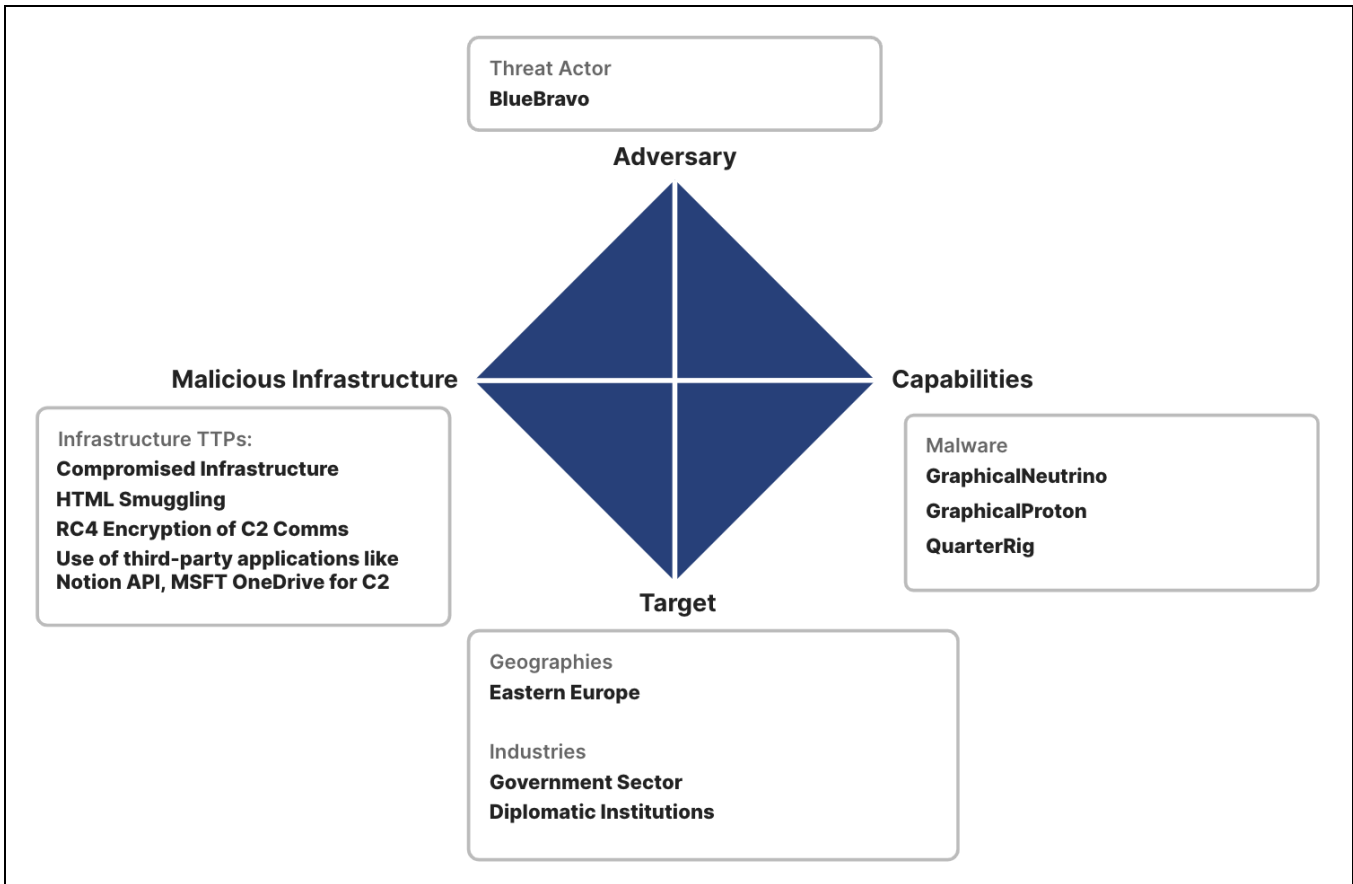 Threat Actor
BlueBravo
Adversary
Malicious Infrastructure
Infrastructure TTPs:
Compromised Infrastructure
HTML Smuggling
RC4 Encryption of C2 Comms
Use of third-party applications like
Notion API, MSFT OneDrive for C2
Capabilities
Malware
GraphicalNeutrino
GraphicalProton
QuarterRig
Target
Geographies
Eastern Europe
Industries
Government Sector
Diplomatic Institutions